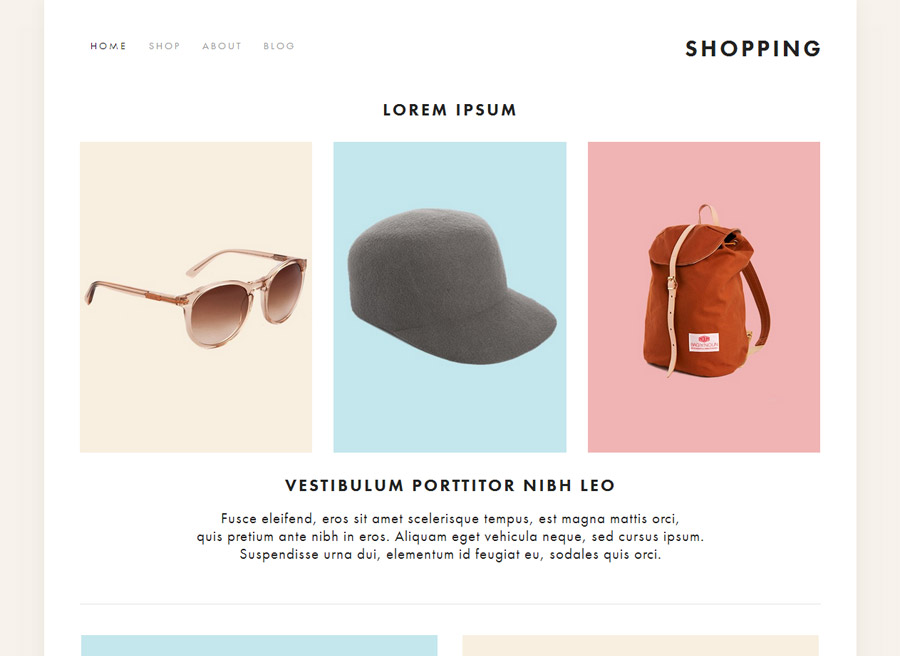 HOME SHOP ABOUT BLOG
SHOPPING
LOREM IPSUM
VESTIBULUM PORTTITOR NIBH LEO
Fusce eleifend, eros sit amet scelerisque tempus, est magna mattis orci,
quis pretium ante nibh in eros. Aliquam eget vehicula neque, sed cursus ipsum.
Suspendisse urna dui, elementum id feugiat eu, sodales quis orci.